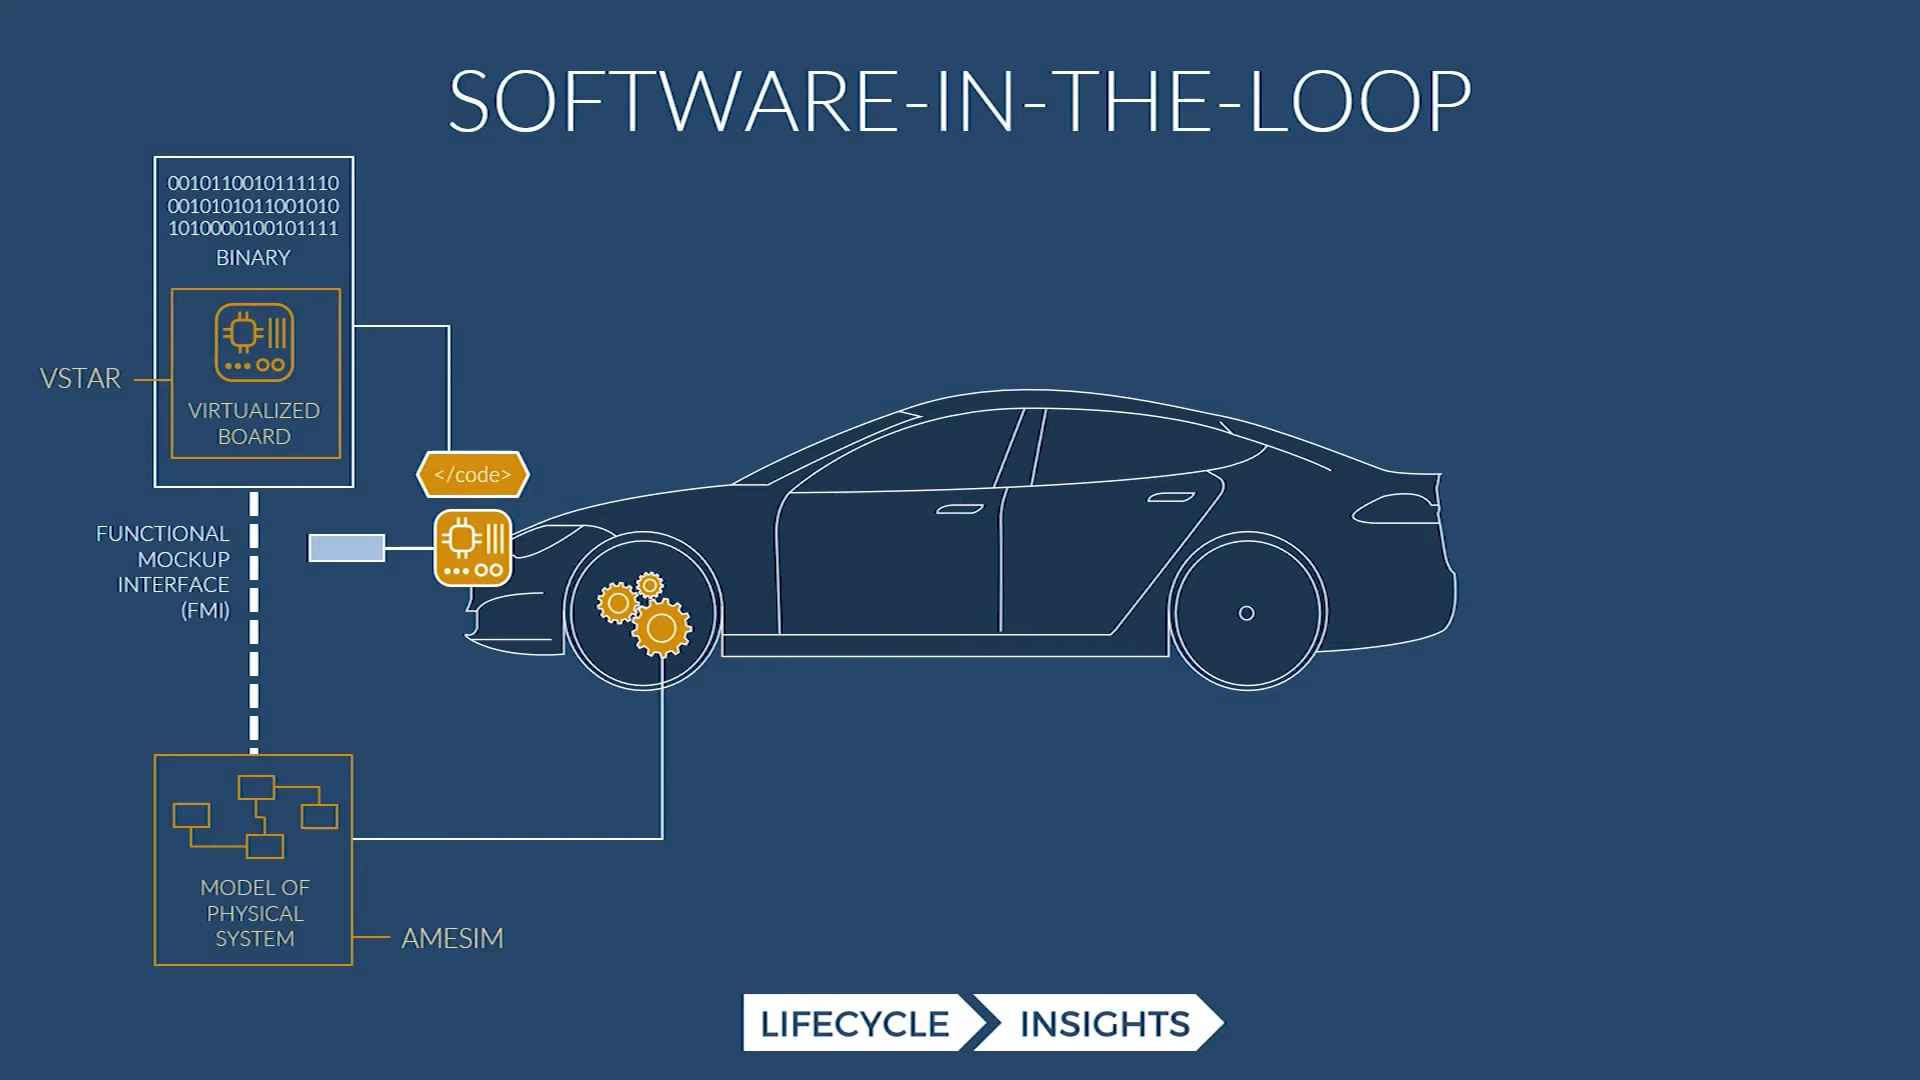 SOFTWARE-IN-THE-LOOP
0010110010111110
0010101011001010
1010000100101111
BINARY
VIRTUALIZED
BOARD
VSTAR
</code>
FUNCTIONAL
MOCKUP
INTERFACE
(FMI)
MODEL OF
PHYSICAL
SYSTEM
AMESIM
LIFECYCLE INSIGHTS